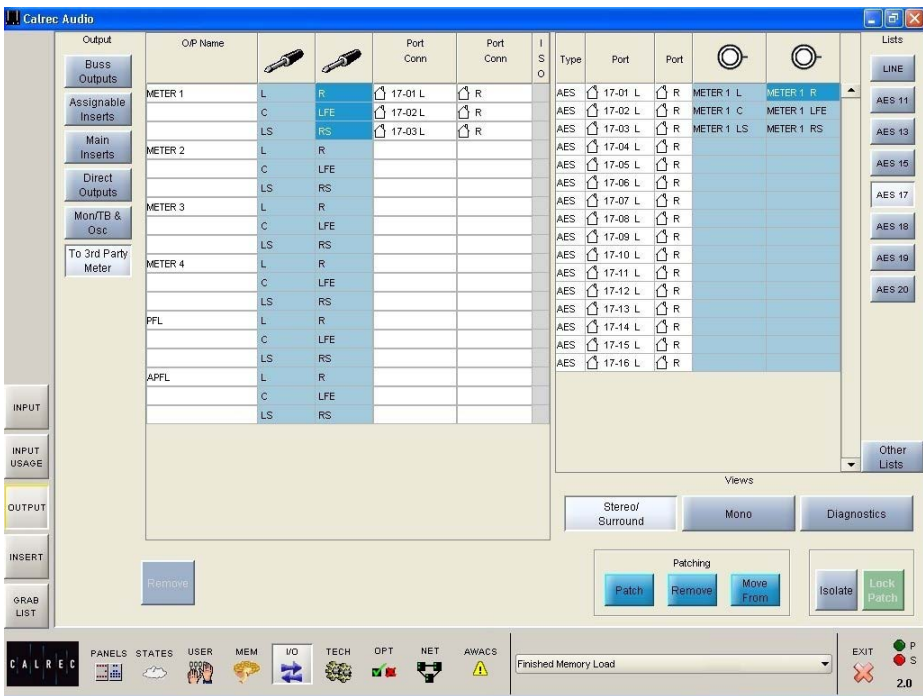 Calrec Audio
Output
Buss Outputs
Assignable Inserts
Main Inserts
Direct Outputs
Mon/TB & Osc
To 3rd Party Meter
INPUT
INPUT USAGE
OUTPUT
INSERT
GRAB LIST
O/P Name Port Conn Port Conn I S O
METER 1 L R 17-01 L R
C LFE 17-02 L R
LS RS 17-03 L R
METER 2 L R
C LFE
LS RS
METER 3 L R
C LFE
LS RS
METER 4 L R
C LFE
LS RS
PFL L R
C LFE
LS RS
APFL L R
C LFE
LS RS
Remove
Type Port Port
AES 17-01 L R METER 1 L METER 1 R
AES 17-02 L R METER 1 C METER 1 LFE
AES 17-03 L R METER 1 LS METER 1 RS
AES 17-04 L R
AES 17-05 L R
AES 17-06 L R
AES 17-07 L R
AES 17-08 L R
AES 17-09 L R
AES 17-10 L R
AES 17-11 L R
AES 17-12 L R
AES 17-13 L R
AES 17-14 L R
AES 17-15 L R
AES 17-16 L R
Lists
LINE
AES 11
AES 13
AES 15
AES 17
AES 18
AES 19
AES 20
Other Lists
Views
Stereo/ Surround
Mono
Diagnostics
Patching
Patch
Remove
Move From
Isolate
Lock Patch
CALREC
PANELS STATES USER MEM I/O TECH OPT NET AWACS
Finished Memory Load
EXIT
P
S
2.0